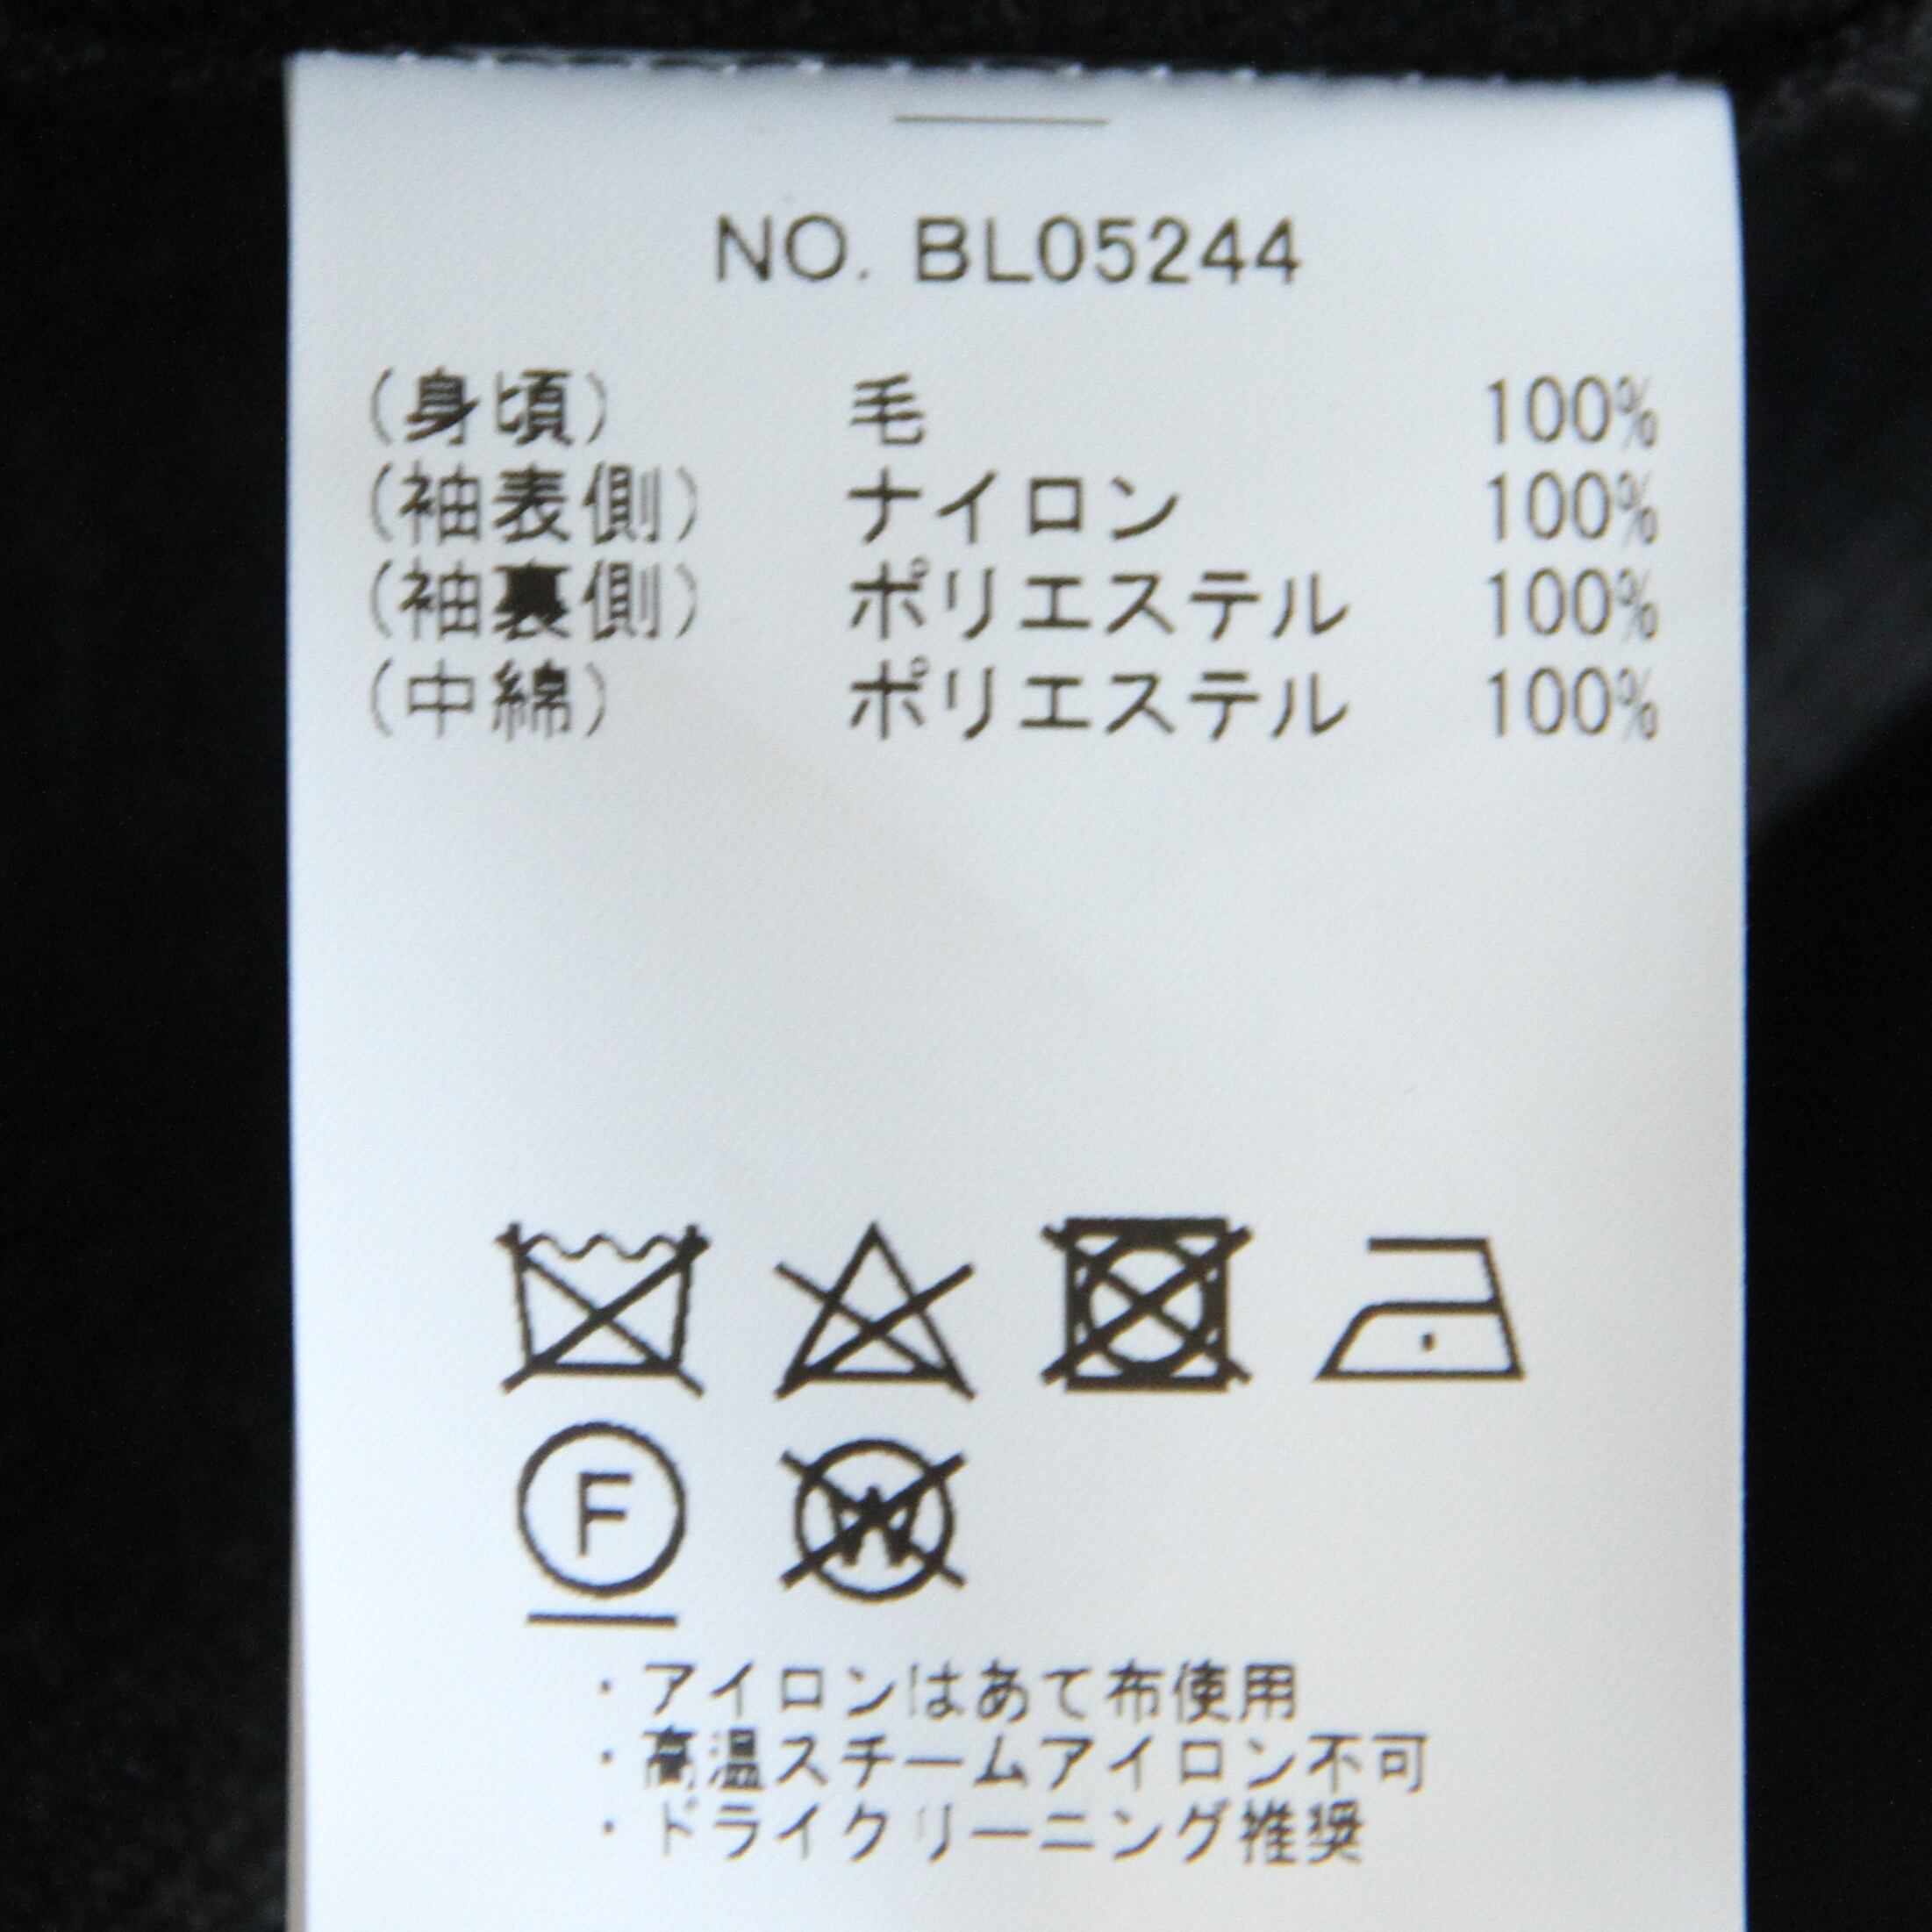 NO. BL05244
(身頃) 毛 100%
(袖表側) ナイロン 100%
(袖裏側) ポリエステル 100%
(中綿) ポリエステル 100%
F
W
・アイロンはあて布使用
・高温スチームアイロン不可
・ドライクリーニング推奨